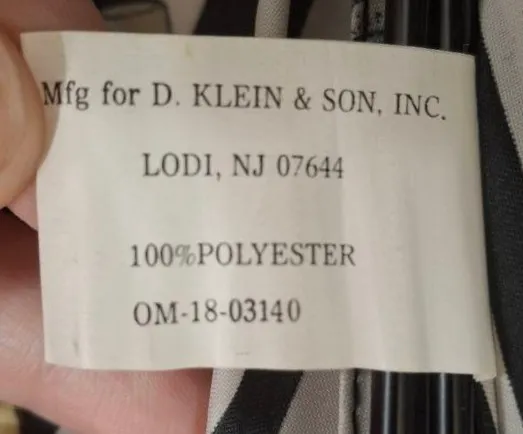 Mfg for D. KLEIN & SON, INC.
LODI, NJ 07644
100%POLYESTER
OM-18-03140